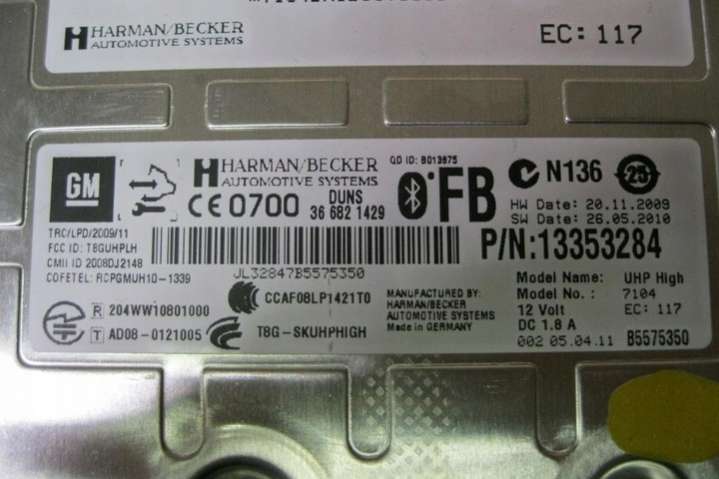 HARMAN/BECKER
AUTOMOTIVE SYSTEMS
EC: 117
GM
HARMAN/BECKER
AUTOMOTIVE SYSTEMS
QD ID: B013875
N136
25
CE 0700
DUNS
36 682 1429
FB
HW Date: 20.11.2009
SW Date: 26.05.2010
TRC/LPD/2009/11
FCC ID: T8GUHPLH
CMII ID 2008DJ2148
COFETEL: RCPGMUH10-1339
P/N:13353284
JL32847B5575350
Model Name: UHP High
Model No.: 7104
12 Volt EC: 117
DC 1.8 A
002 05.04.11 B5575350
R 204WW10801000
T AD08-0121005
CCAF08LP1421T0
T8G-SKUHPHIGH
MANUFACTURED BY:
HARMAN/BECKER
AUTOMOTIVE SYSTEMS
Made in GERMANY